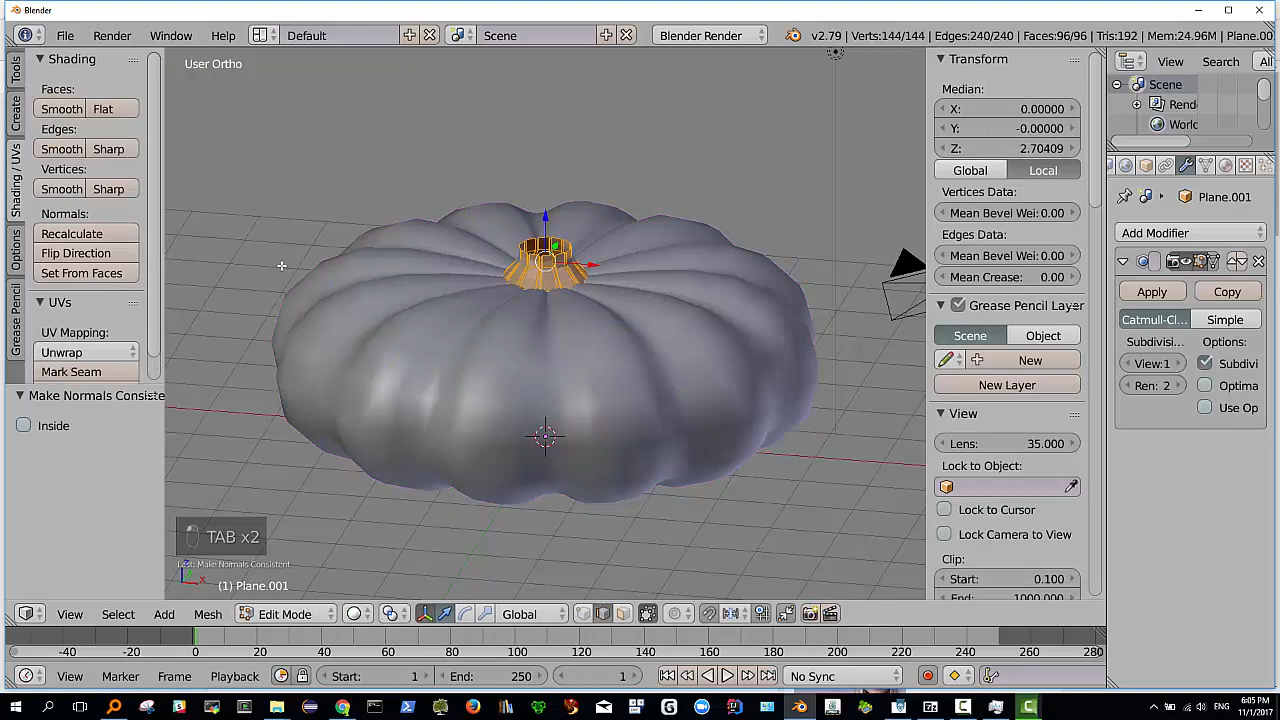 Blender
File Render Window Help Default Scene Blender Render v2.79 | Verts:144/144 | Edges:240/240 | Faces:96/96 | Tris:192 | Mem:24.96M | Plane.00
Tools
Create
Shading / UVs
Options
Grease Pencil
Shading
Faces:
Smooth Flat
Edges:
Smooth Sharp
Vertices:
Smooth Sharp
Normals:
Recalculate
Flip Direction
Set From Faces
UVs
UV Mapping:
Unwrap
Mark Seam
Make Normals Consiste
Inside
User Ortho
TAB x2
Last: Make Normals Consistent
(1) Plane.001
Transform
Median:
X: 0.00000
Y: -0.00000
Z: 2.70409
Global Local
Vertices Data:
Mean Bevel Wei: 0.00
Edges Data:
Mean Bevel Wei: 0.00
Mean Crease: 0.00
Grease Pencil Layer
Scene Object
New
New Layer
View
Lens: 35.000
Lock to Object:
Lock to Cursor
Lock Camera to View
Clip:
Start: 0.100
End: 1000.000
View Search All
Scene
Rend
World
Plane.001
Add Modifier
Apply Copy
Catmull-Cl... Simple
Subdivisi... Options:
View: 1 Subdivi
Ren: 2 Optima
Use Op
View Select Add Mesh Edit Mode Global
-40 -20 0 20 40 60 80 100 120 140 160 180 200 220 240 260 280
View Marker Frame Playback Start: 1 End: 250 1 No Sync
ENG 6:05 PM
11/1/2017